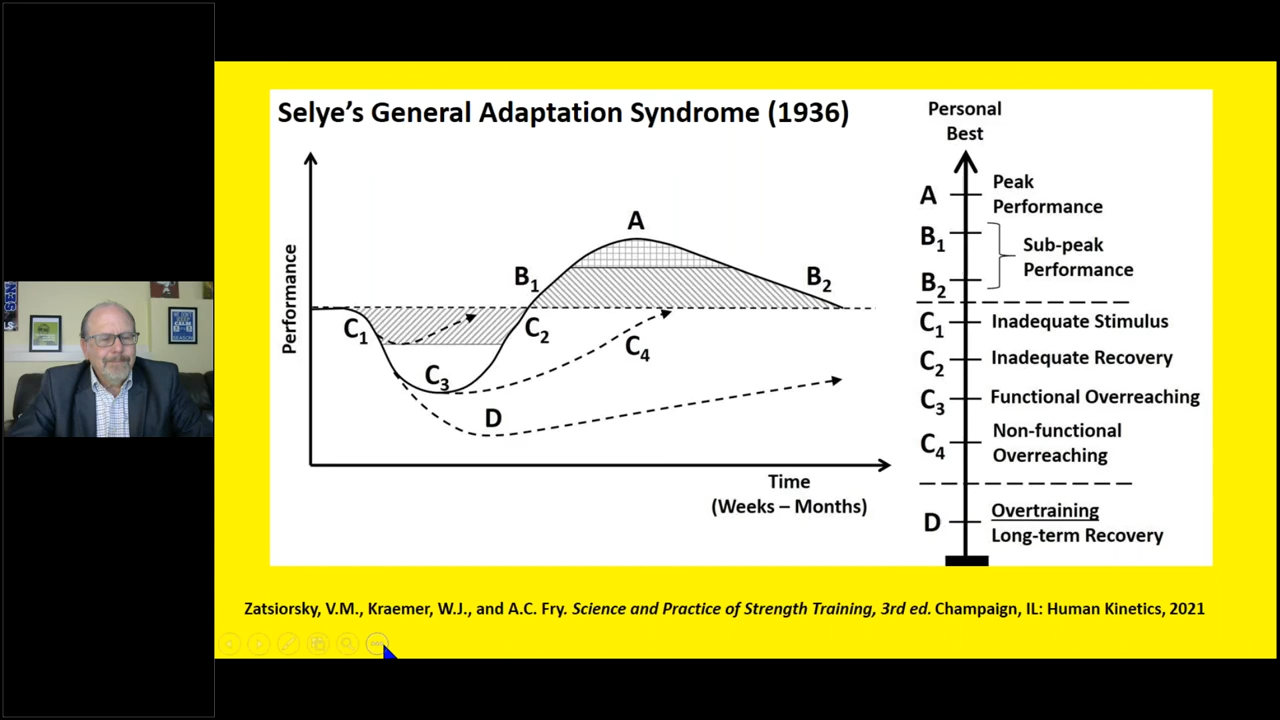 Selye's General Adaptation Syndrome (1936)
Performance
A
B1
B2
C1
C2
C3
C4
D
Time
(Weeks – Months)
Personal
Best
A
Peak
Performance
B1
Sub-peak
Performance
B2
C1
Inadequate Stimulus
C2
Inadequate Recovery
C3
Functional Overreaching
C4
Non-functional
Overreaching
D
Overtraining
Long-term Recovery
Zatsiorsky, V.M., Kraemer, W.J., and A.C. Fry. Science and Practice of Strength Training, 3rd ed. Champaign, IL: Human Kinetics, 2021